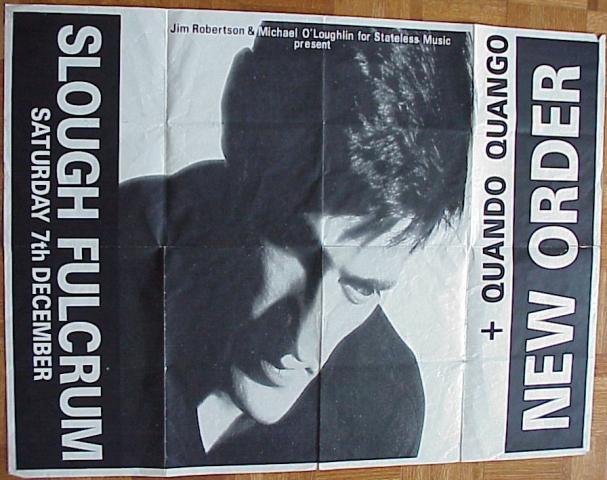 Jim Robertson & Michael O'Loughlin for Stateless Music
present
NEW ORDER
+ QUANDO QUANGO
SLOUGH FULCRUM
SATURDAY 7th DECEMBER